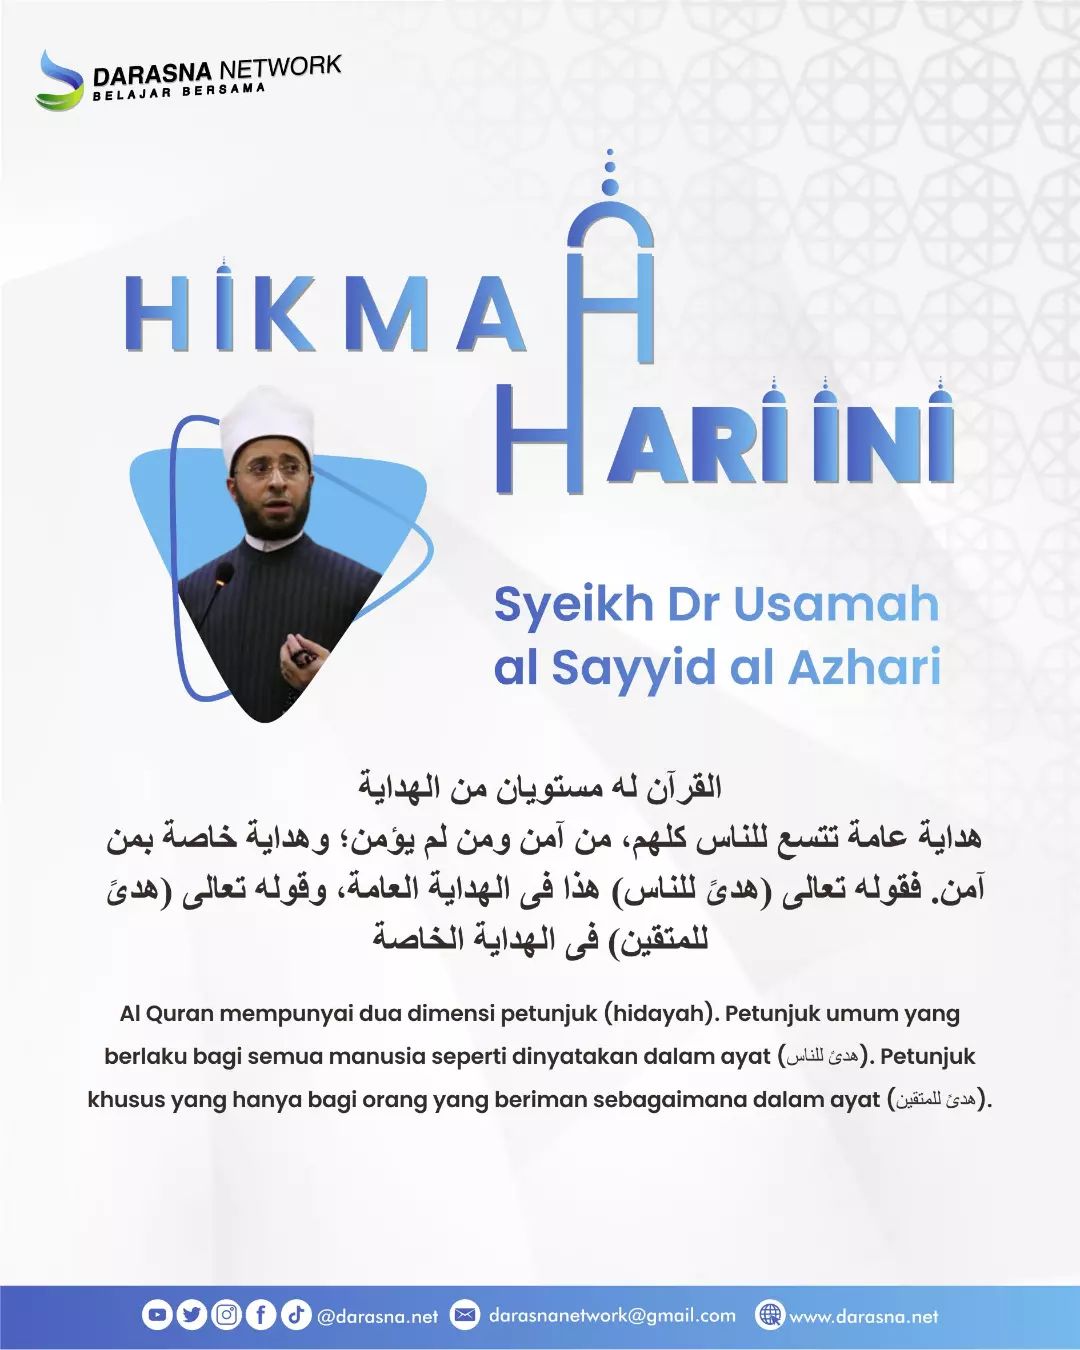 DARASNA NETWORK
BELAJAR BERSAMA
HIKMAH
HARI INI
Syeikh Dr Usamah
al Sayyid al Azhari
القرآن له مستويان من الهداية
هداية عامة تتسع للناس كلهم، من آمن ومن لم يؤمن؛ وهداية خاصة بمن
آمن. فقوله تعالى (هدىً للناس) هذا فى الهداية العامة، وقوله تعالى (هدىً
للمتقين) فى الهداية الخاصة
Al Quran mempunyai dua dimensi petunjuk (hidayah). Petunjuk umum yang
berlaku bagi semua manusia seperti dinyatakan dalam ayat (هدىً للناس). Petunjuk
khusus yang hanya bagi orang yang beriman sebagaimana dalam ayat (هدىً للمتقين).
@darasna.net darasnanetwork@gmail.com www.darasna.net